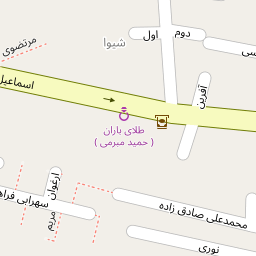 شیوا
اول
دوم
مرتضوی
اسماعیل
آفرین
طلای باران
( حمید میرمی )
ارغوان
مریم
سهرابی فراه
محمدعلی صادق زاده
نوری